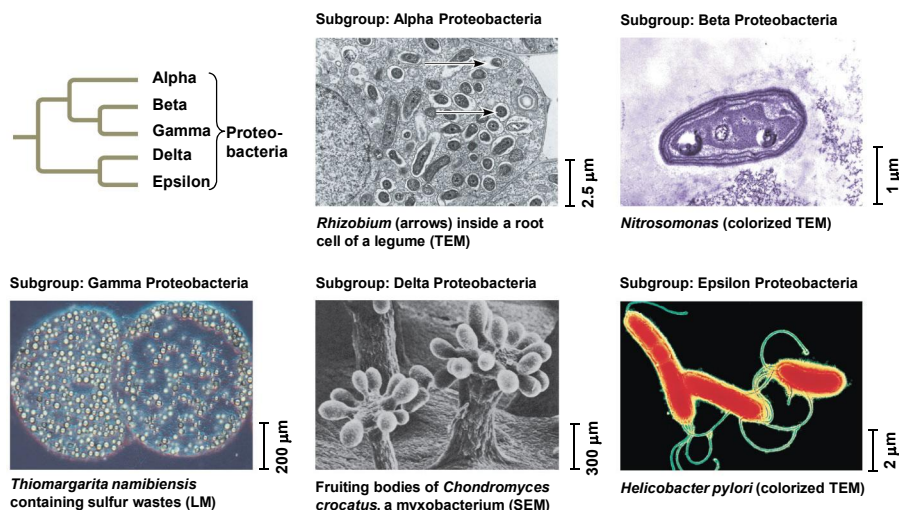 Subgroup: Alpha Proteobacteria
Subgroup: Beta Proteobacteria
Alpha
Beta
Gamma
Delta
Epsilon
Proteo-
bacteria
2.5 µm
1 µm
Rhizobium (arrows) inside a root
cell of a legume (TEM)
Nitrosomonas (colorized TEM)
Subgroup: Gamma Proteobacteria
Subgroup: Delta Proteobacteria
Subgroup: Epsilon Proteobacteria
200 µm
300 µm
2 µm
Thiomargarita namibiensis
containing sulfur wastes (LM)
Fruiting bodies of Chondromyces
crocatus, a myxobacterium (SEM)
Helicobacter pylori (colorized TEM)